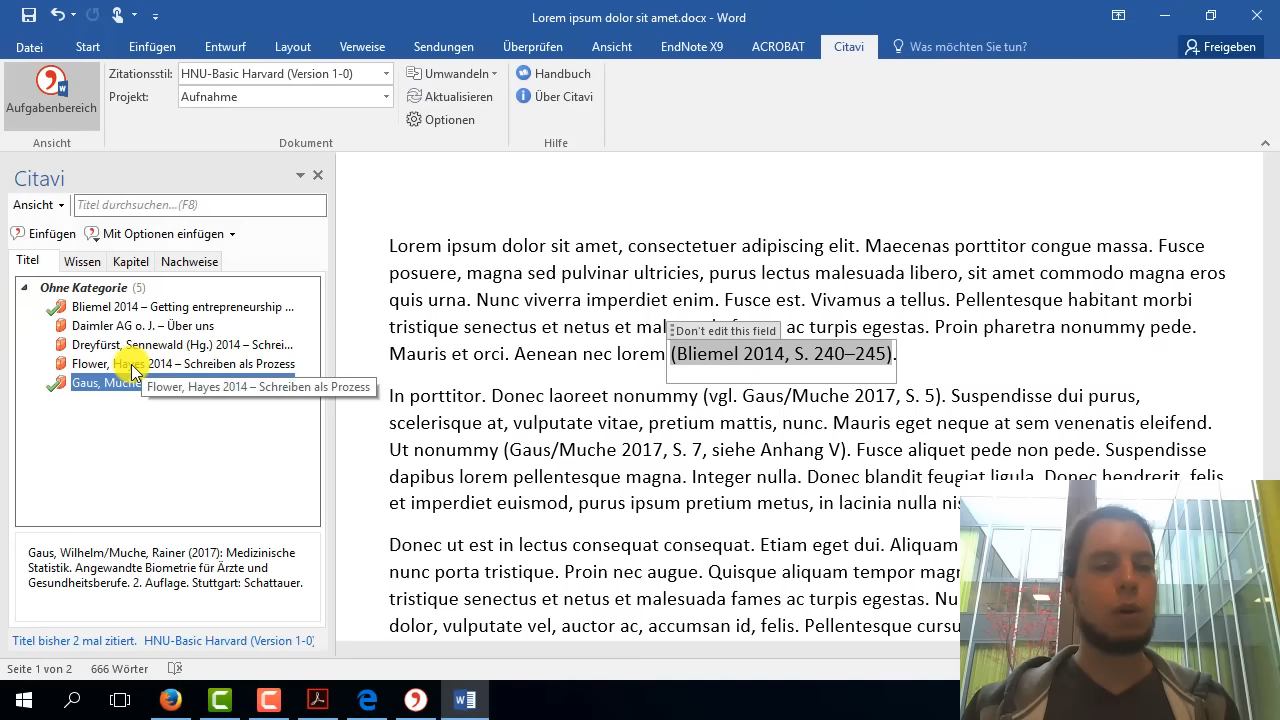 Lorem ipsum dolor sit amet.docx - Word
Datei Start Einfügen Entwurf Layout Verweise Sendungen Überprüfen Ansicht EndNote X9 ACROBAT Citavi Was möchten Sie tun? Freigeben
Aufgabenbereich
Ansicht
Zitationsstil: HNU-Basic Harvard (Version 1-0)
Projekt: Aufnahme
Umwandeln
Aktualisieren
Optionen
Dokument
Handbuch
Über Citavi
Hilfe
Citavi
Ansicht Titel durchsuchen...(F8)
Einfügen Mit Optionen einfügen
Titel Wissen Kapitel Nachweise
Ohne Kategorie (5)
Bliemel 2014 – Getting entrepreneurship ...
Daimler AG o. J. – Über uns
Dreyfürst, Sennewald (Hg.) 2014 – Schrei...
Flower, Hayes 2014 – Schreiben als Prozess
Gaus, Muche
Flower, Hayes 2014 – Schreiben als Prozess
Gaus, Wilhelm/Muche, Rainer (2017): Medizinische
Statistik. Angewandte Biometrie für Ärzte und
Gesundheitsberufe. 2. Auflage. Stuttgart: Schattauer.
Titel bisher 2 mal zitiert. HNU-Basic Harvard (Version 1-0)
Lorem ipsum dolor sit amet, consectetuer adipiscing elit. Maecenas porttitor congue massa. Fusce
posuere, magna sed pulvinar ultricies, purus lectus malesuada libero, sit amet commodo magna eros
quis urna. Nunc viverra imperdiet enim. Fusce est. Vivamus a tellus. Pellentesque habitant morbi
tristique senectus et netus et mal ac turpis egestas. Proin pharetra nonummy pede.
Don't edit this field
Mauris et orci. Aenean nec lorem (Bliemel 2014, S. 240–245).
In porttitor. Donec laoreet nonummy (vgl. Gaus/Muche 2017, S. 5). Suspendisse dui purus,
scelerisque at, vulputate vitae, pretium mattis, nunc. Mauris eget neque at sem venenatis eleifend.
Ut nonummy (Gaus/Muche 2017, S. 7, siehe Anhang V). Fusce aliquet pede non pede. Suspendisse
dapibus lorem pellentesque magna. Integer nulla. Donec blandit feugiat ligula. Donec hendrerit, felis
et imperdiet euismod, purus ipsum pretium metus, in lacinia nulla
Donec ut est in lectus consequat consequat. Etiam eget dui. Aliquam
nunc porta tristique. Proin nec augue. Quisque aliquam tempor
tristique senectus et netus et malesuada fames ac turpis egestas.
dolor, vulputate vel, auctor ac, accumsan id, felis. Pellentesque
Seite 1 von 2 666 Wörter